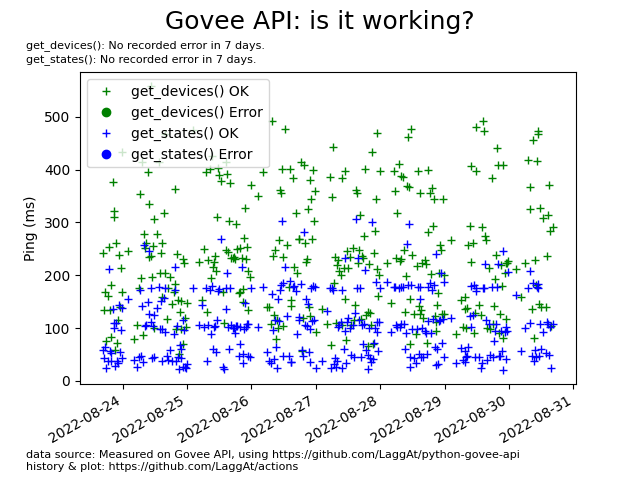 Govee API: is it working?
get_devices(): No recorded error in 7 days.
get_states(): No recorded error in 7 days.
get_devices() OK
get_devices() Error
get_states() OK
get_states() Error
Ping (ms)
500
400
300
200
100
0
2022-08-24
2022-08-25
2022-08-26
2022-08-27
2022-08-28
2022-08-29
2022-08-30
2022-08-31
data source: Measured on Govee API, using https://github.com/LaggAt/python-govee-api
history & plot: https://github.com/LaggAt/actions